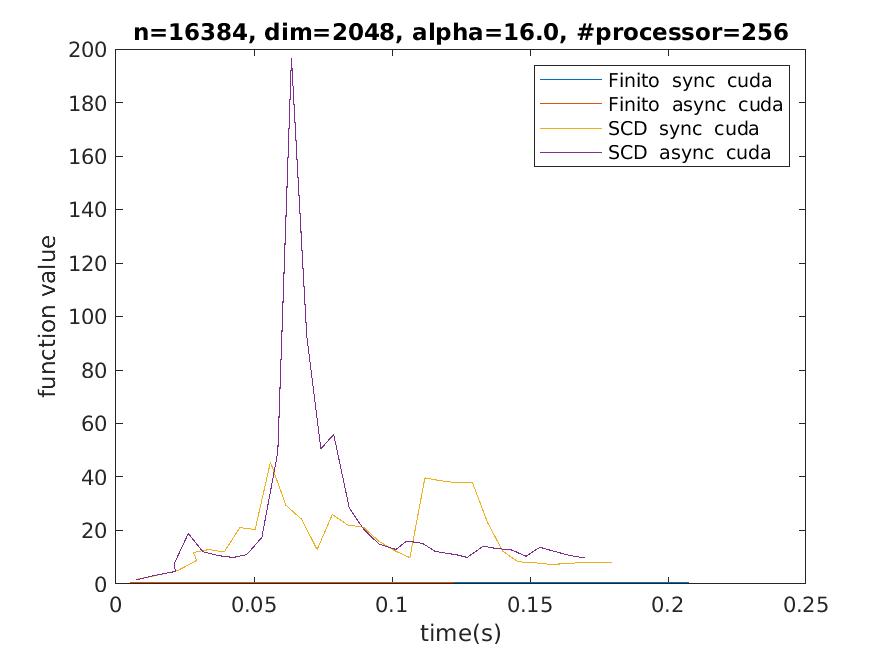 n=16384, dim=2048, alpha=16.0, #processor=256
200
180
160
140
120
100
80
60
40
20
0
function value
Finito sync cuda
Finito async cuda
SCD sync cuda
SCD async cuda
0 0.05 0.1 0.15 0.2 0.25
time(s)